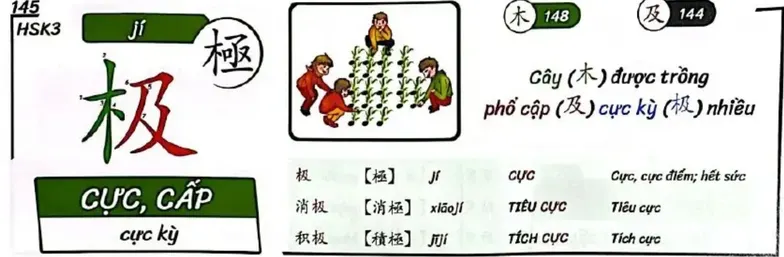 145
HSK3
jí
極
极
CỰC, CẤP
cực kỳ
木 148
及 144
Cây (木) được trồng
phổ cập (及) cực kỳ (极) nhiều
极 【極】 jí CỰC Cực, cực điểm; hết sức
消极 【消極】 xiāojí TIÊU CỰC Tiêu cực
积极 【積極】 jījí TÍCH CỰC Tích cực